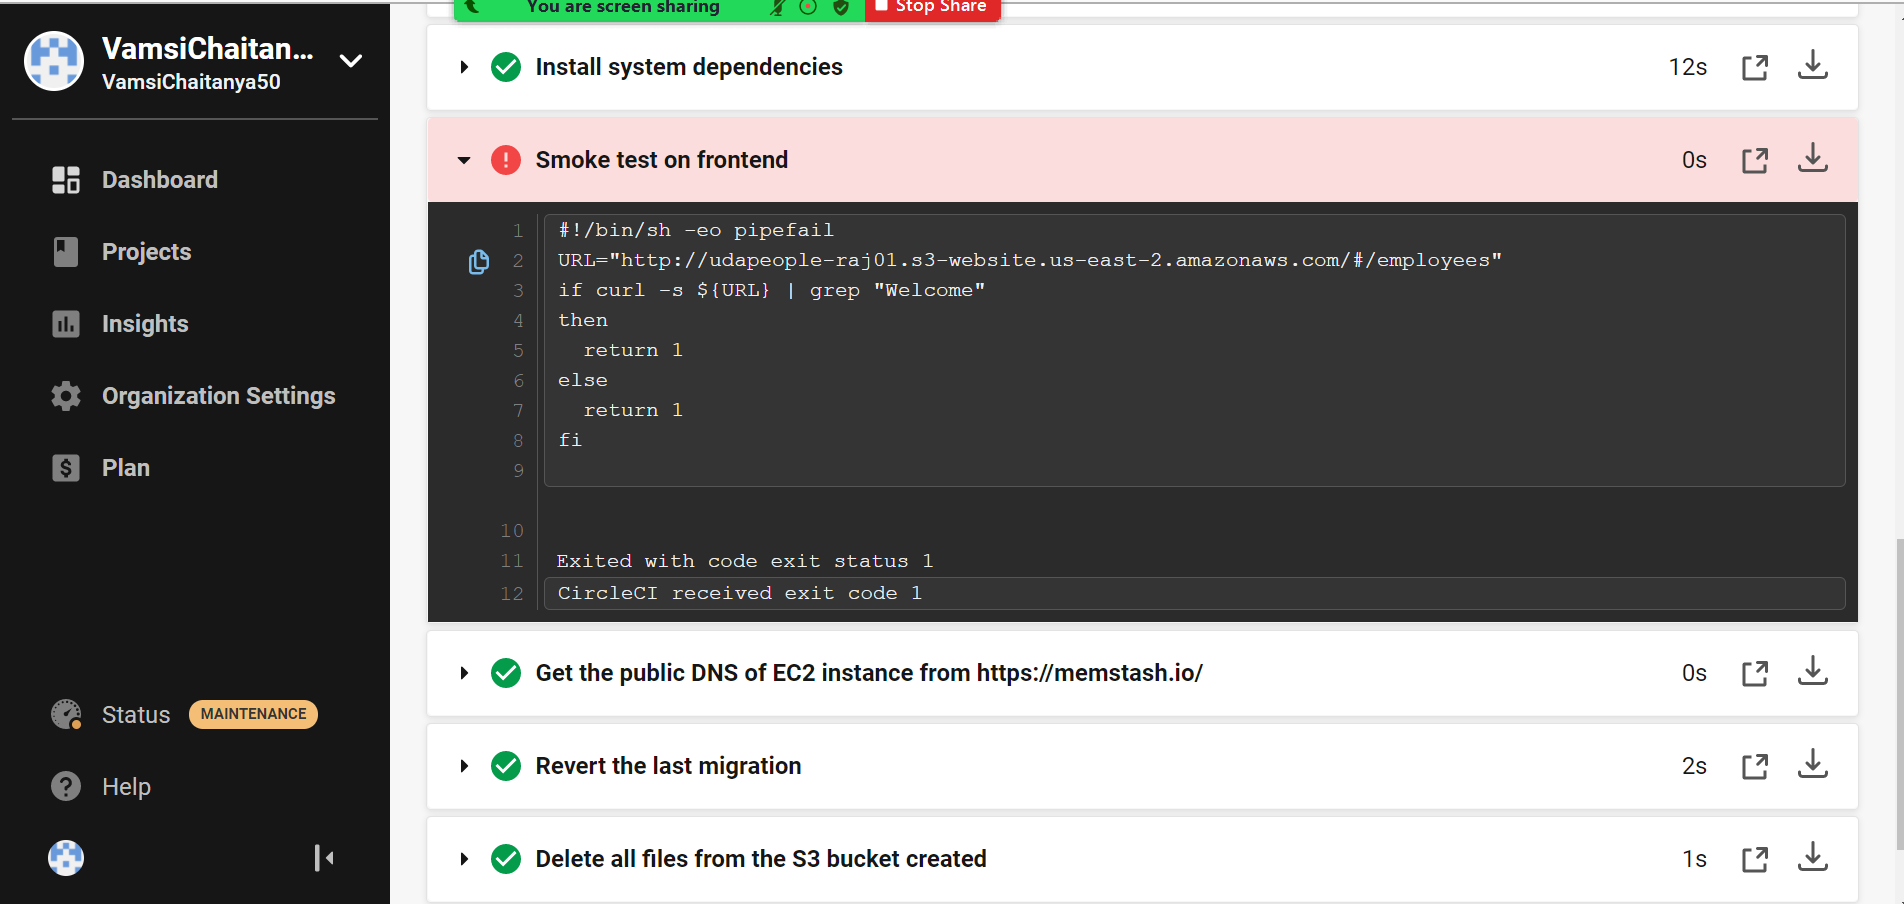 You are screen sharing
Stop Share
VamsiChaitan...
VamsiChaitanya50
Dashboard
Projects
Insights
Organization Settings
Plan
Status MAINTENANCE
Help
Install system dependencies 12s
Smoke test on frontend 0s
1 #!/bin/sh -eo pipefail
2 URL="http://udapeople-raj01.s3-website.us-east-2.amazonaws.com/#/employees"
3 if curl -s ${URL} | grep "Welcome"
4 then
5 return 1
6 else
7 return 1
8 fi
9
10
11 Exited with code exit status 1
12 CircleCI received exit code 1
Get the public DNS of EC2 instance from https://memstash.io/ 0s
Revert the last migration 2s
Delete all files from the S3 bucket created 1s